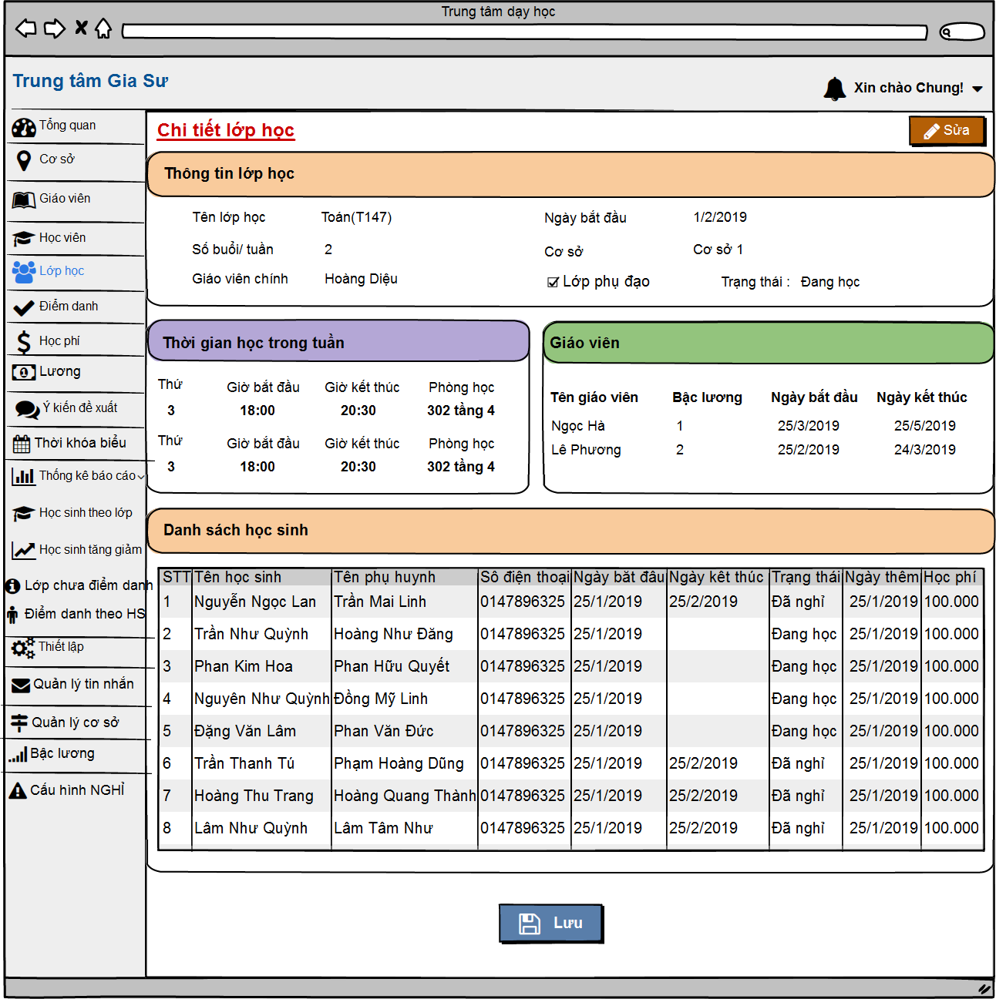 Trung tâm dạy học
Trung tâm Gia Sư
Xin chào Chung!
Tổng quan
Cơ sở
Giáo viên
Học viên
Lớp học
Điểm danh
Học phí
Lương
Ý kiến đề xuất
Thời khóa biểu
Thống kê báo cáo
Học sinh theo lớp
Học sinh tăng giảm
Lớp chưa điểm danh
Điểm danh theo HS
Thiết lập
Quản lý tin nhắn
Quản lý cơ sở
Bậc lương
Cấu hình NGHỈ
Chi tiết lớp học
Sửa
Thông tin lớp học
Tên lớp học Toán(T147) Ngày bắt đầu 1/2/2019
Số buổi/ tuần 2 Cơ sở Cơ sở 1
Giáo viên chính Hoàng Diệu Lớp phụ đạo Trạng thái : Đang học
Thời gian học trong tuần
Thứ Giờ bắt đầu Giờ kết thúc Phòng học
3 18:00 20:30 302 tầng 4
Thứ Giờ bắt đầu Giờ kết thúc Phòng học
3 18:00 20:30 302 tầng 4
Giáo viên
Tên giáo viên Bậc lương Ngày bắt đầu Ngày kết thúc
Ngọc Hà 1 25/3/2019 25/5/2019
Lê Phương 2 25/2/2019 24/3/2019
Danh sách học sinh
STT Tên học sinh Tên phụ huynh Số điện thoại Ngày bắt đầu Ngày kết thúc Trạng thái Ngày thêm Học phí
1 Nguyễn Ngọc Lan Trần Mai Linh 0147896325 25/1/2019 25/2/2019 Đã nghỉ 25/1/2019 100.000
2 Trần Như Quỳnh Hoàng Như Đăng 0147896325 25/1/2019 Đang học 25/1/2019 100.000
3 Phan Kim Hoa Phan Hữu Quyết 0147896325 25/1/2019 Đang học 25/1/2019 100.000
4 Nguyên Như Quỳnh Đồng Mỹ Linh 0147896325 25/1/2019 Đang học 25/1/2019 100.000
5 Đặng Văn Lâm Phan Văn Đức 0147896325 25/1/2019 Đang học 25/1/2019 100.000
6 Trần Thanh Tú Phạm Hoàng Dũng 0147896325 25/1/2019 25/2/2019 Đã nghỉ 25/1/2019 100.000
7 Hoàng Thu Trang Hoàng Quang Thành 0147896325 25/1/2019 25/2/2019 Đã nghỉ 25/1/2019 100.000
8 Lâm Như Quỳnh Lâm Tâm Như 0147896325 25/1/2019 25/2/2019 Đã nghỉ 25/1/2019 100.000
Lưu